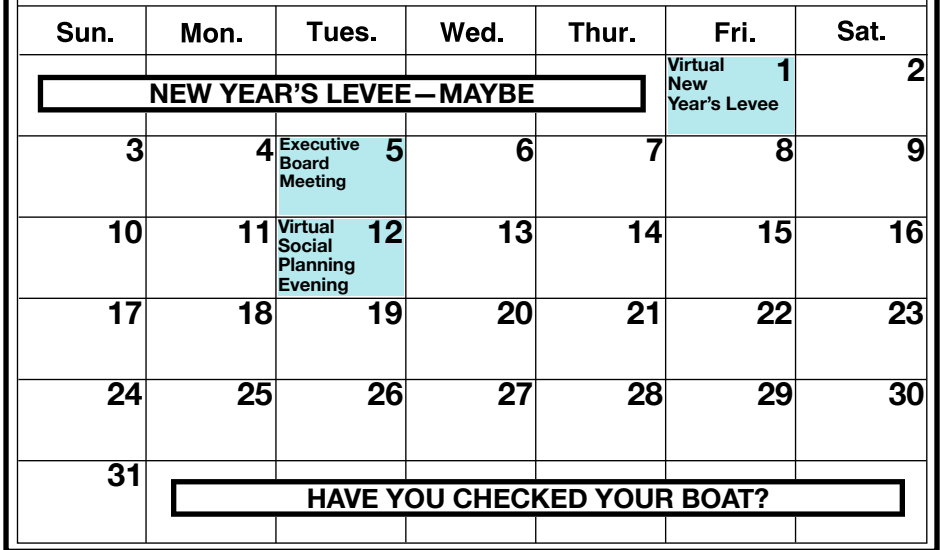 Sun. Mon. Tues. Wed. Thur. Fri. Sat.
NEW YEAR'S LEVEE—MAYBE
Virtual 1 2
New
Year's Levee
3 4 Executive 5 6 7 8 9
Board
Meeting
10 11 Virtual 12 13 14 15 16
Social
Planning
Evening
17 18 19 20 21 22 23
24 25 26 27 28 29 30
31
HAVE YOU CHECKED YOUR BOAT?